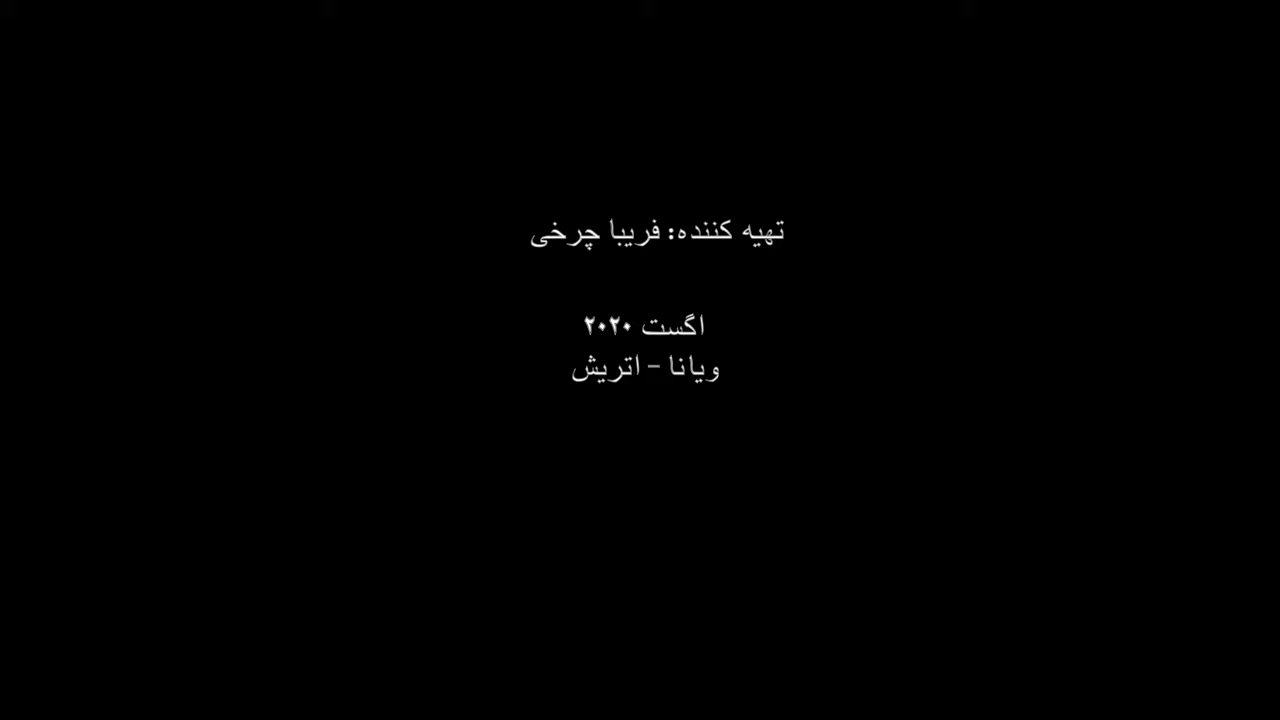 تهیه کننده: فریبا چرخی
اگست ۲۰۲۰
ویانا - اتریش